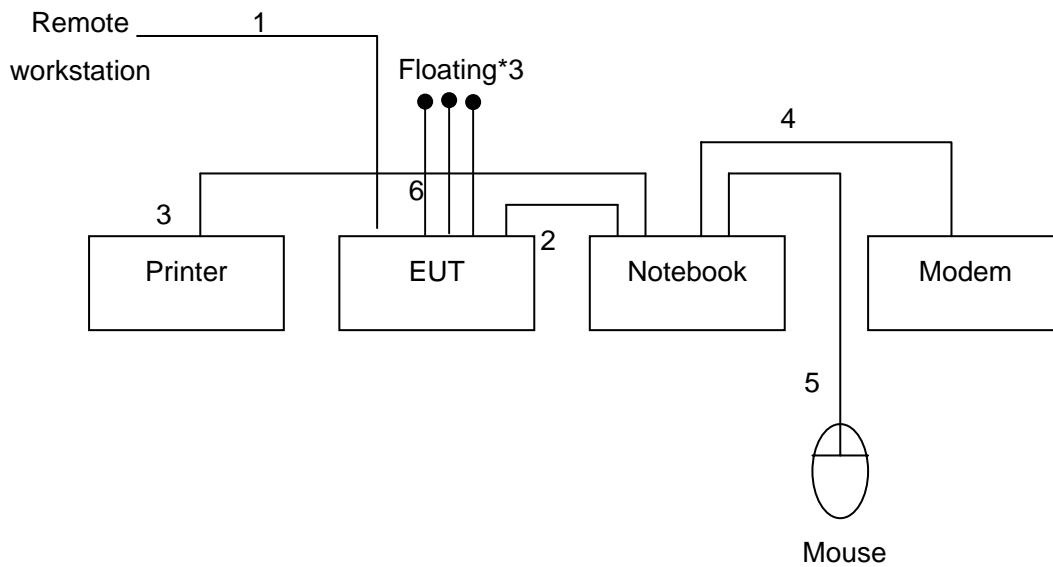 Remote
1
workstation
Floating*3
4
6
3
2
Printer
EUT
Notebook
Modem
5
Mouse